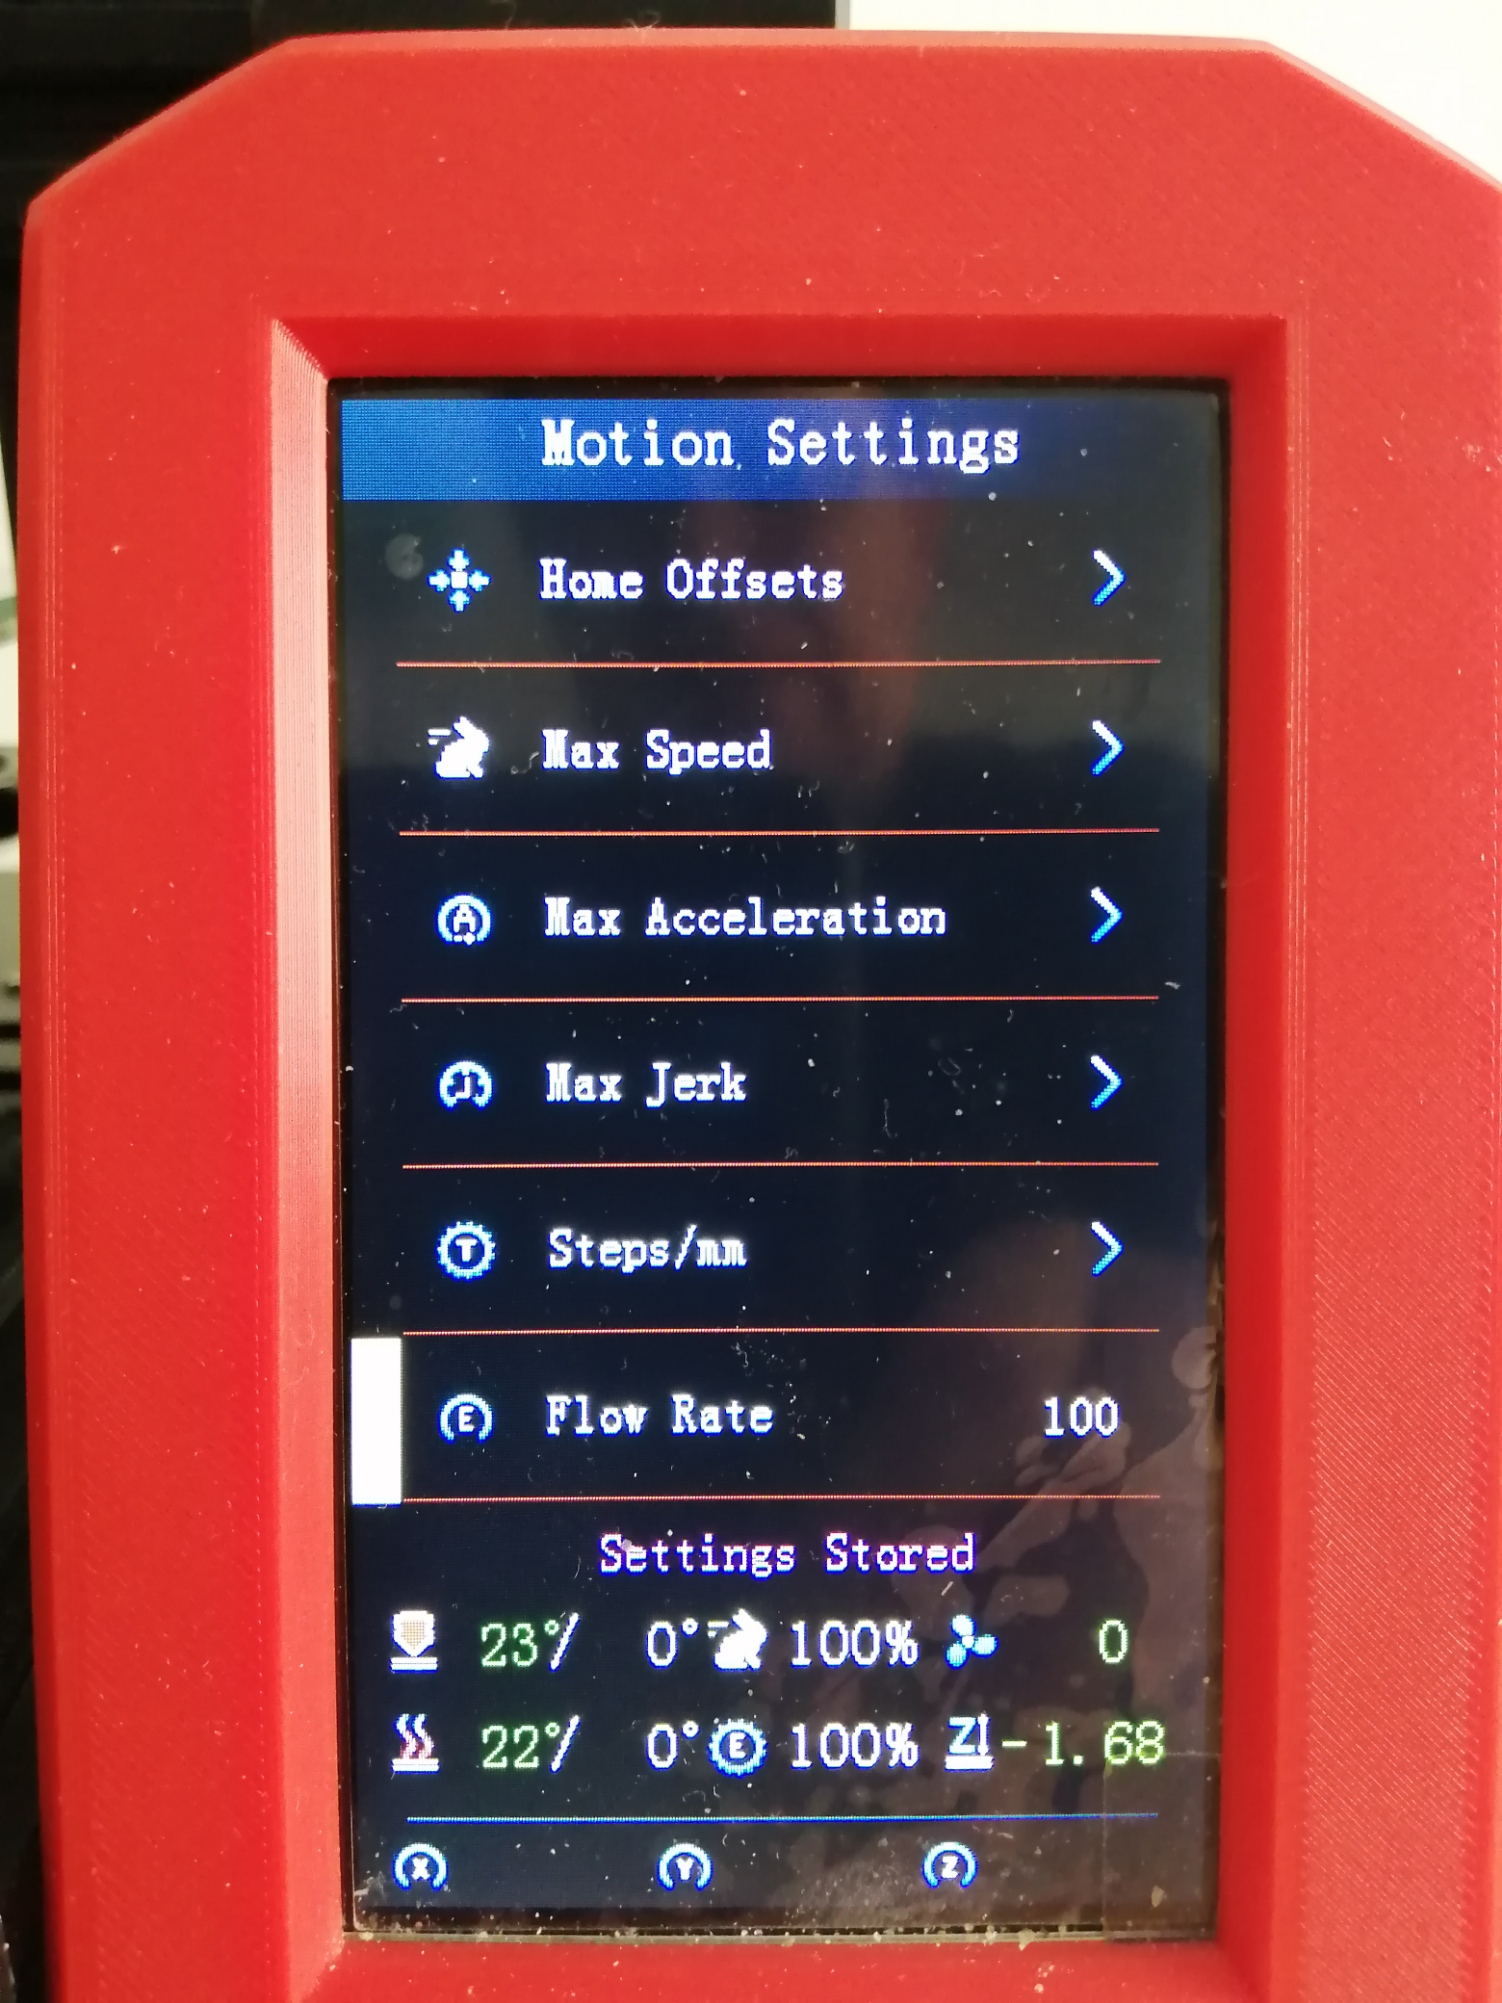 Motion Settings
Home Offsets
Max Speed
A Max Acceleration
J Max Jerk
T Steps/mm
E Flow Rate 100
Settings Stored
23°/ 0° 100% 0
22°/ 0° E 100% Z -1.68
X Y Z